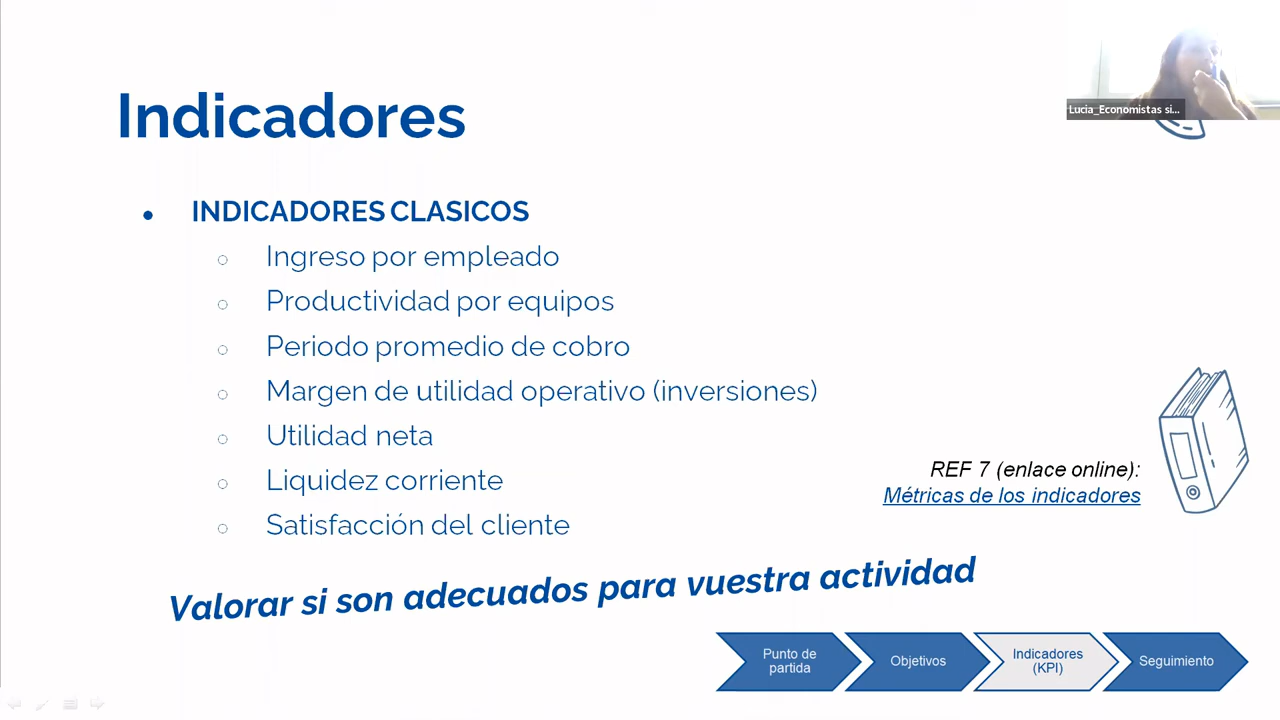 Indicadores
Lucia_Economistas si...
INDICADORES CLASICOS
Ingreso por empleado
Productividad por equipos
Periodo promedio de cobro
Margen de utilidad operativo (inversiones)
Utilidad neta
Liquidez corriente
Satisfacción del cliente
REF 7 (enlace online):
Métricas de los indicadores
Valorar si son adecuados para vuestra actividad
Punto de
partida
Objetivos
Indicadores
(KPI)
Seguimiento